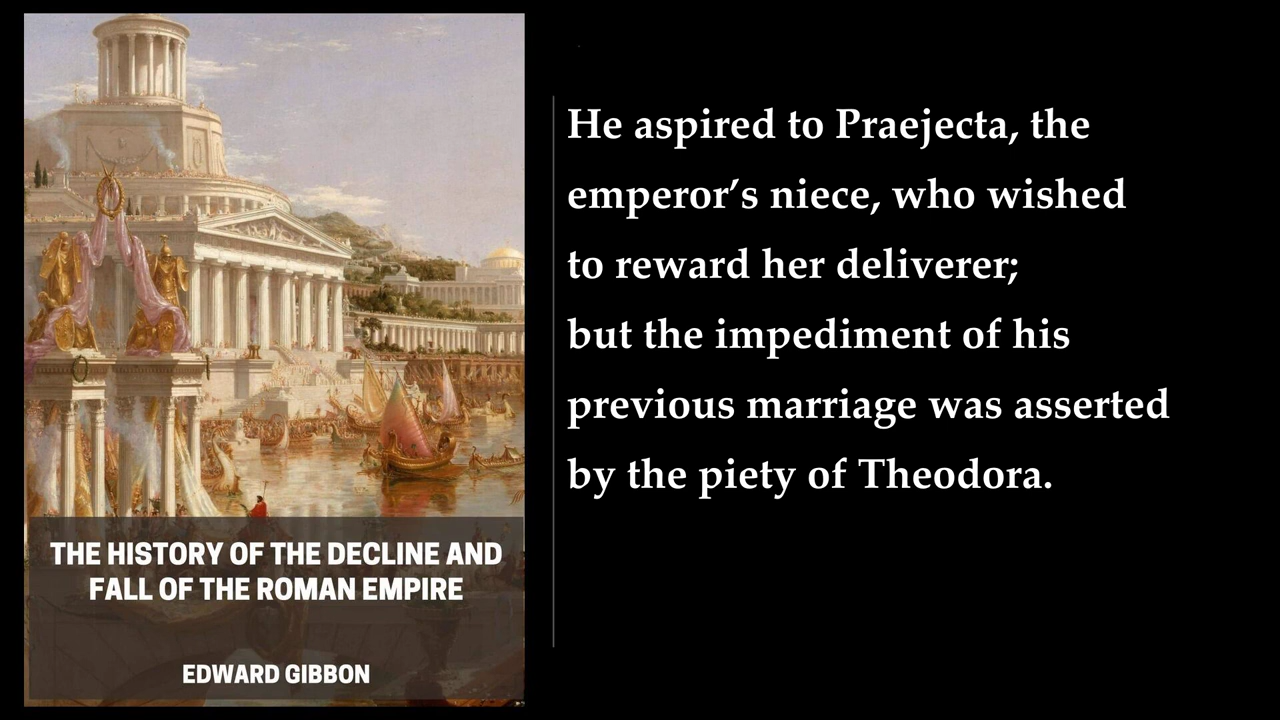 THE HISTORY OF THE DECLINE AND
FALL OF THE ROMAN EMPIRE
EDWARD GIBBON
He aspired to Praejecta, the
emperor’s niece, who wished
to reward her deliverer;
but the impediment of his
previous marriage was asserted
by the piety of Theodora.